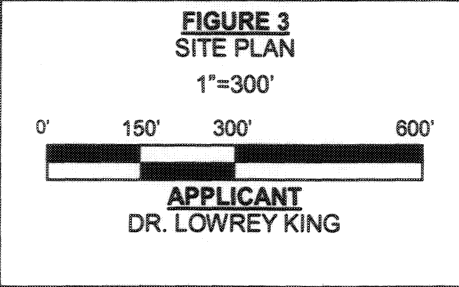 FIGURE 3
SITE PLAN
1"=300'
0' 150' 300' 600'
APPLICANT
DR. LOWREY KING